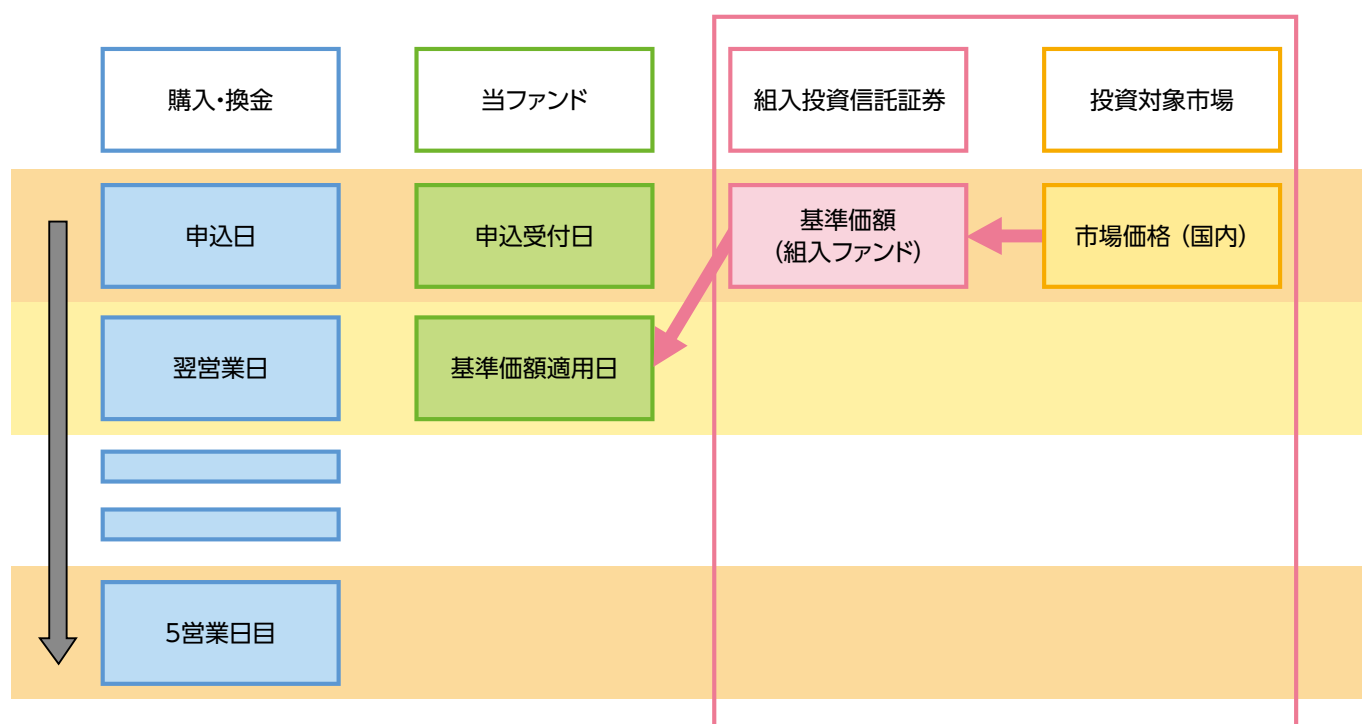 購入・換金
当ファンド
組入投資信託証券
投資対象市場
申込日
申込受付日
基準価額
(組入ファンド)
市場価格(国内)
翌営業日
基準価額適用日
5営業日目